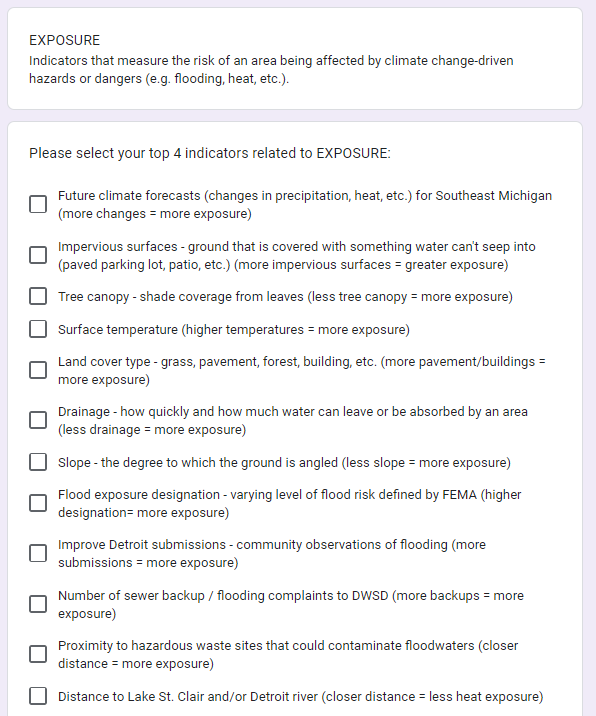 EXPOSURE
Indicators that measure the risk of an area being affected by climate change-driven
hazards or dangers (e.g. flooding, heat, etc.).
Please select your top 4 indicators related to EXPOSURE:
Future climate forecasts (changes in precipitation, heat, etc.) for Southeast Michigan
(more changes = more exposure)
Impervious surfaces - ground that is covered with something water can't seep into
(paved parking lot, patio, etc.) (more impervious surfaces = greater exposure)
Tree canopy - shade coverage from leaves (less tree canopy = more exposure)
Surface temperature (higher temperatures = more exposure)
Land cover type - grass, pavement, forest, building, etc. (more pavement/buildings =
more exposure)
Drainage - how quickly and how much water can leave or be absorbed by an area
(less drainage = more exposure)
Slope - the degree to which the ground is angled (less slope = more exposure)
Flood exposure designation - varying level of flood risk defined by FEMA (higher
designation= more exposure)
Improve Detroit submissions - community observations of flooding (more
submissions = more exposure)
Number of sewer backup / flooding complaints to DWSD (more backups = more
exposure)
Proximity to hazardous waste sites that could contaminate floodwaters (closer
distance = more exposure)
Distance to Lake St. Clair and/or Detroit river (closer distance = less heat exposure)